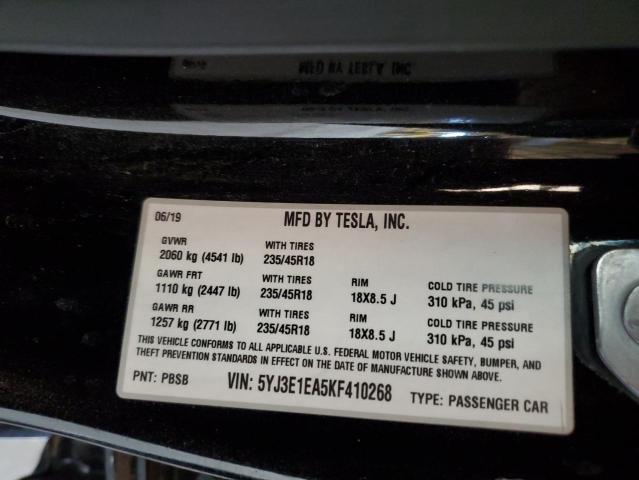 06/19 MFD BY TESLA, INC.
GVWR WITH TIRES
2060 kg (4541 lb) 235/45R18
GAWR FRT WITH TIRES RIM COLD TIRE PRESSURE
1110 kg (2447 lb) 235/45R18 18X8.5 J 310 kPa, 45 psi
GAWR RR WITH TIRES RIM COLD TIRE PRESSURE
1257 kg (2771 lb) 235/45R18 18X8.5 J 310 kPa, 45 psi
THIS VEHICLE CONFORMS TO ALL APPLICABLE U.S. FEDERAL MOTOR VEHICLE SAFETY, BUMPER, AND
THEFT PREVENTION STANDARDS IN EFFECT ON THE DATE OF MANUFACTURE SHOWN ABOVE.
PNT: PBSB VIN: 5YJ3E1EA5KF410268 TYPE: PASSENGER CAR